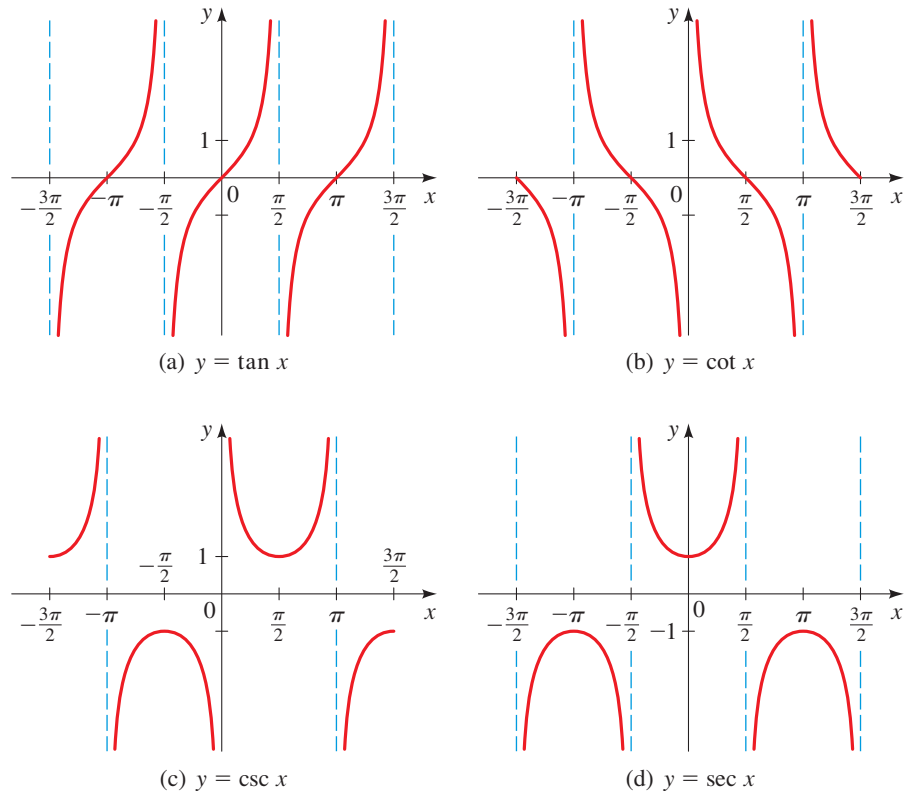 y y
1 1
−3π/2 −π −π/2 0 π/2 π 3π/2 x −3π/2 −π −π/2 0 π/2 π 3π/2 x
(a) y = tan x (b) y = cot x
y y
1 −π/2 3π/2
−3π/2 −π 0 π/2 π x −3π/2 −π −π/2 0 π/2 π 3π/2 x
−1
(c) y = csc x (d) y = sec x